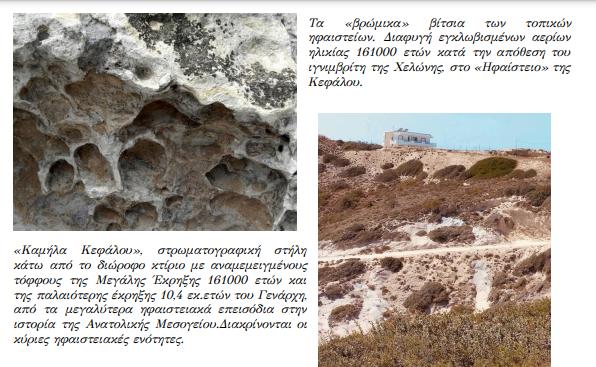 Τα «βρώμικα» βίτσια των τοπικών
ηφαιστείων. Διαφυγή εγκλωβισμένων αερίων
ηλικίας 161000 ετών κατά την απόθεση του
ιγνιμβρίτη της Χελώνης, στο «Ηφαίστειο» της
Κεφάλου.
«Καμήλα Κεφάλου», στρωματογραφική στήλη
κάτω από το διώροφο κτίριο με αναμεμειγμένους
τόφφους της Μεγάλης Έκρηξης 161000 ετών και
της παλαιότερης έκρηξης 10,4 εκ.ετών του Γενάρχη,
από τα μεγαλύτερα ηφαιστειακά επεισόδια στην
ιστορία της Ανατολικής Μεσογείου.Διακρίνονται οι
κύριες ηφαιστειακές ενότητες.